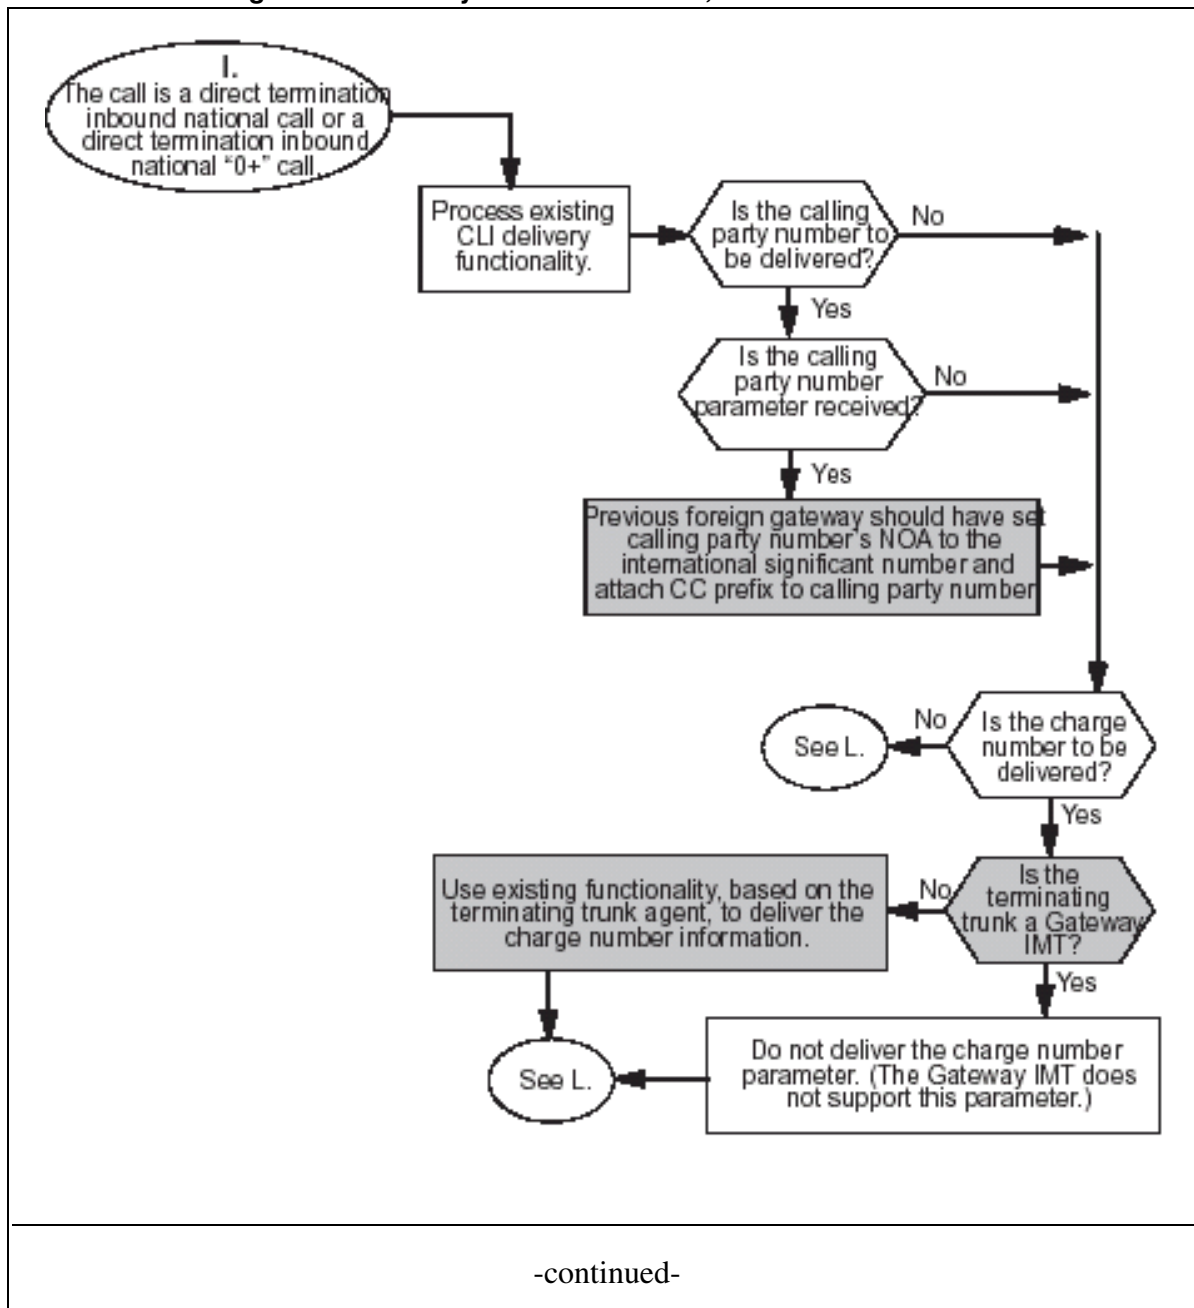 I.
The call is a direct termination
inbound national call or a
direct termination inbound
national “0+” call
Process existing
CLI delivery
functionality.
Is the calling
party number to
be delivered?
No
Yes
Is the calling
party number
parameter received?
No
Yes
Previous foreign gateway should have set
calling party number's NOA to the
international significant number and
attach CC prefix to calling party number
Is the charge
number to be
delivered?
No
See L.
Yes
Is the
terminating
trunk a Gateway
IMT?
No
Use existing functionality, based on the
terminating trunk agent, to deliver the
charge number information.
Yes
Do not deliver the charge number
parameter. (The Gateway IMT does
not support this parameter.)
See L.
-continued-